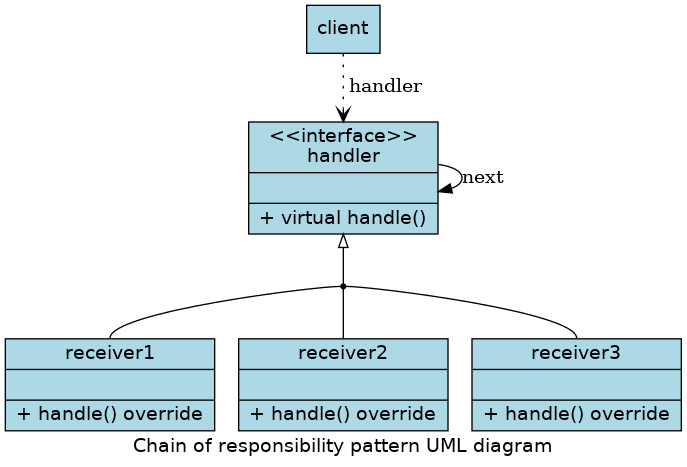 client
handler
<<interface>>
handler
next
+ virtual handle()
receiver1
receiver2
receiver3
+ handle() override
+ handle() override
+ handle() override
Chain of responsibility pattern UML diagram